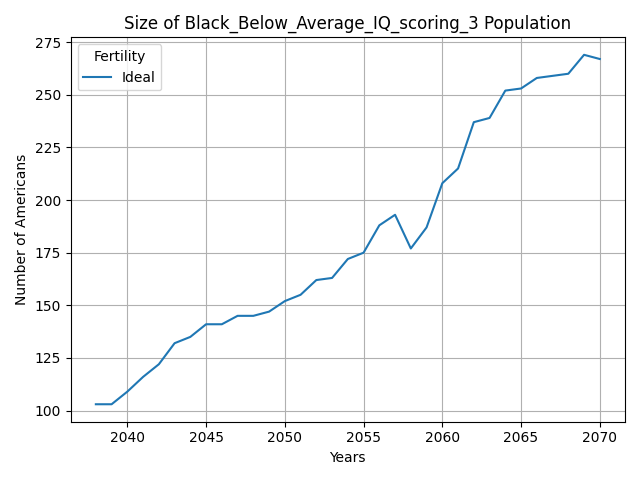 Size of Black_Below_Average_IQ_scoring_3 Population
Fertility
Ideal
275
250
225
200
175
150
125
100
Number of Americans
2040 2045 2050 2055 2060 2065 2070
Years